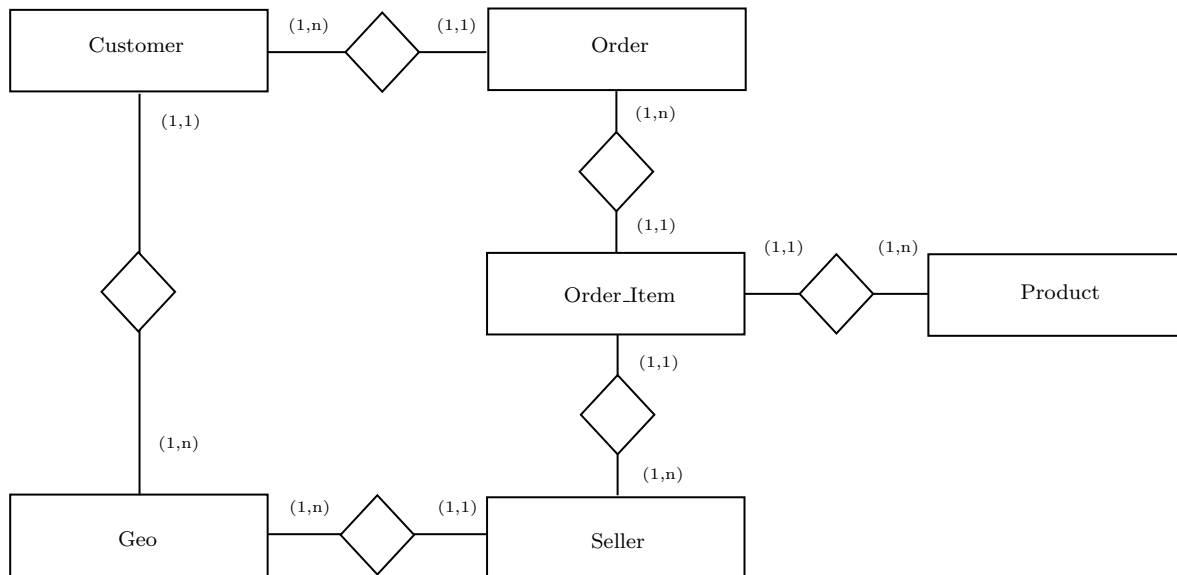 (1,n)
(1,1)
Customer
Order
(1,1)
(1,n)
(1,1)
(1,1)
(1,n)
Order_Item
Product
(1,1)
(1,n)
(1,n)
(1,n)
(1,1)
Geo
Seller